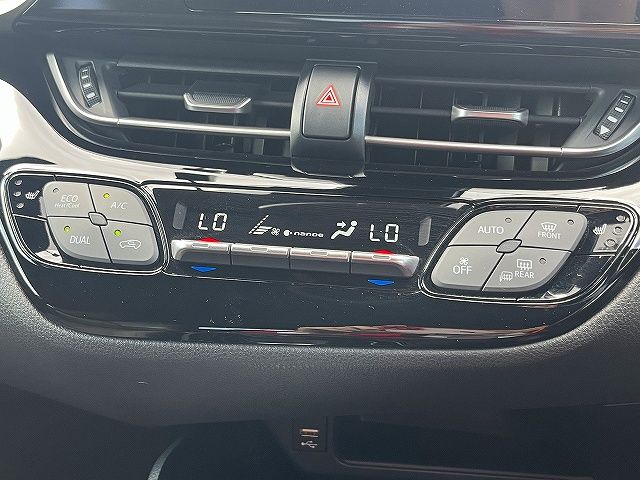 ECO
Heat/Cool
A/C
DUAL
LO
nanoe
LO
AUTO
FRONT
OFF
REAR